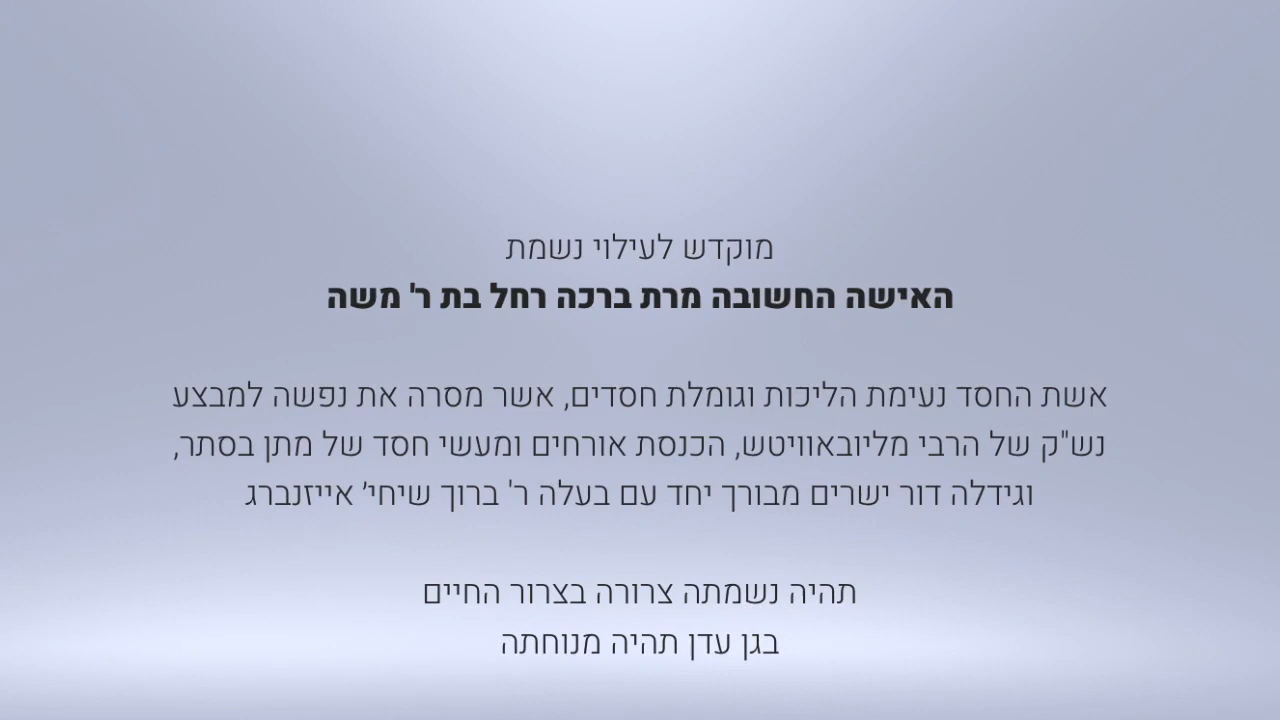 מוקדש לעילוי נשמת
האישה החשובה מרת ברכה רחל בת ר' משה
אשת החסד נעימת הליכות וגומלת חסדים, אשר מסרה את נפשה למבצע
נש"ק של הרבי מליובאוויטש, הכנסת אורחים ומעשי חסד של מתן בסתר,
וגידלה דור ישרים מבורך יחד עם בעלה ר' ברוך שיחי׳ אייזנברג
תהיה נשמתה צרורה בצרור החיים
בגן עדן תהיה מנוחתה